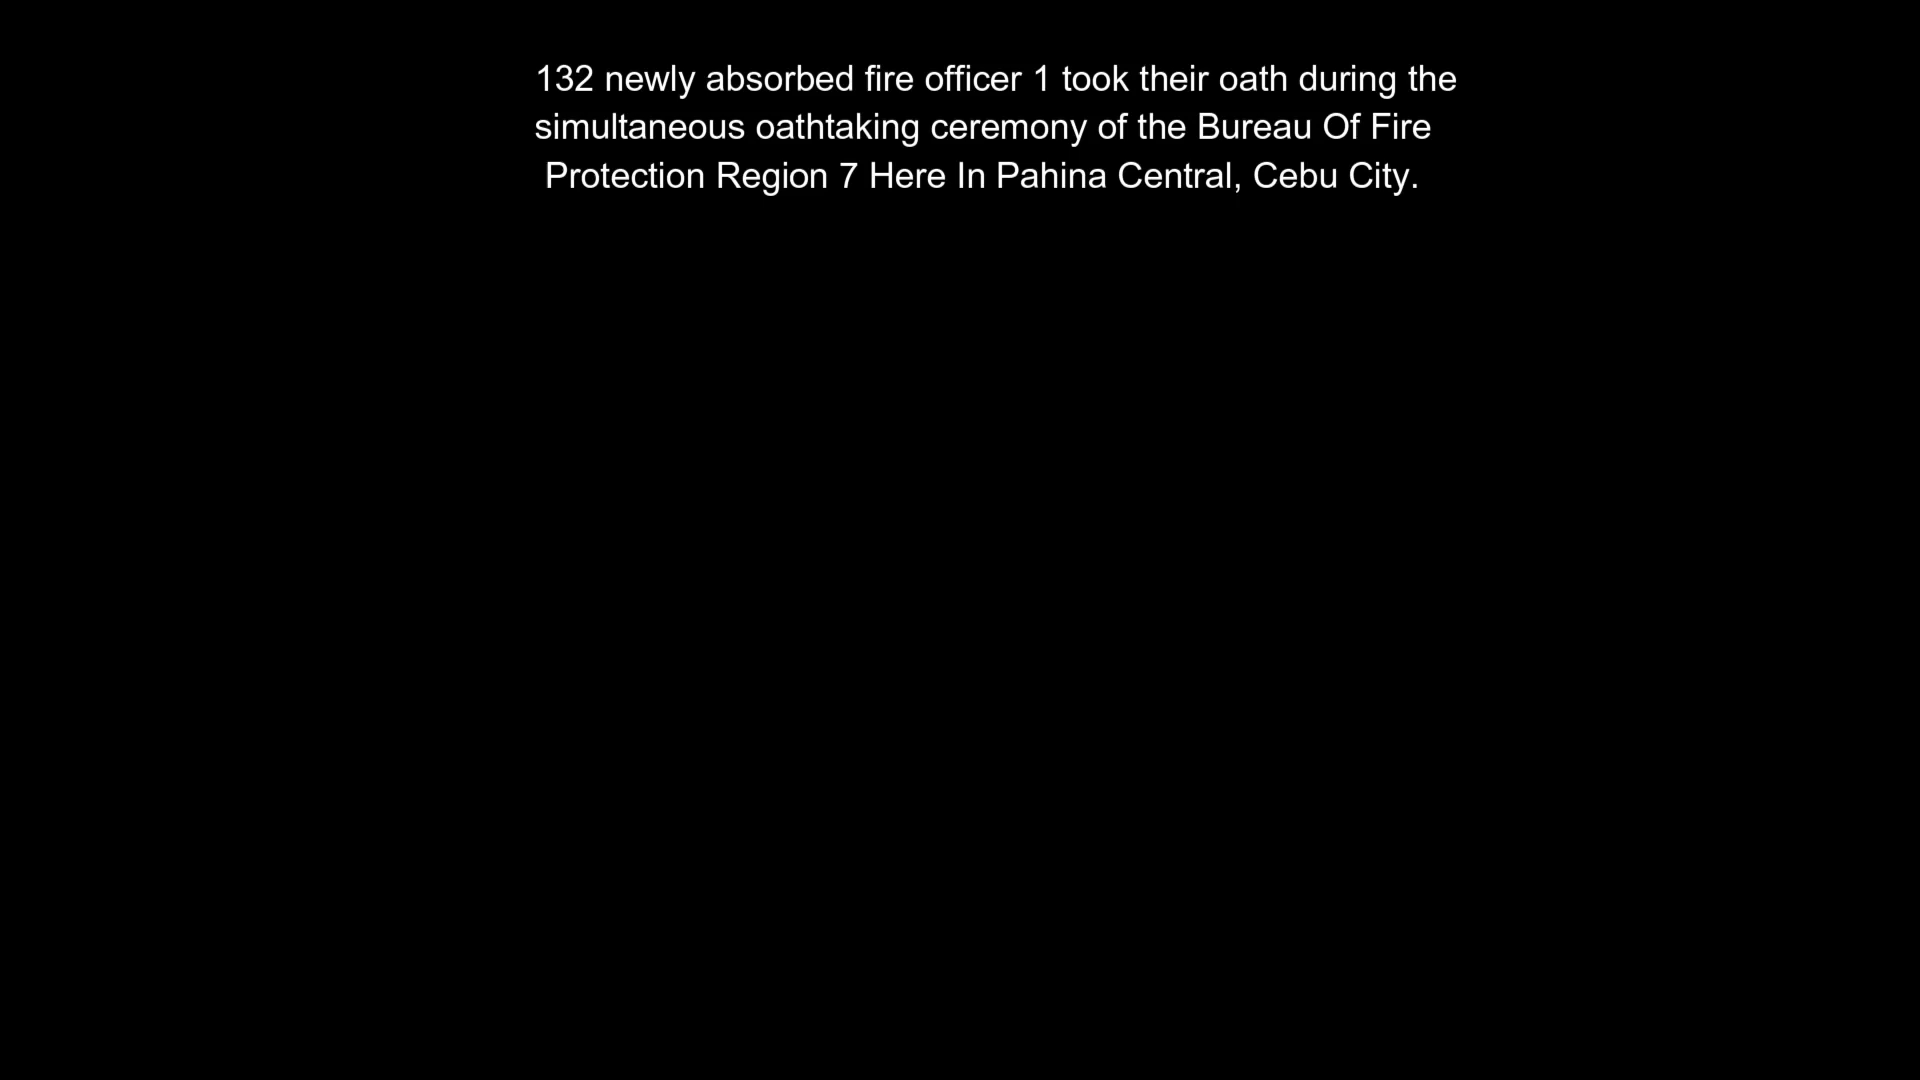 132 newly absorbed fire officer 1 took their oath during the
simultaneous oathtaking ceremony of the Bureau Of Fire
Protection Region 7 Here In Pahina Central, Cebu City.